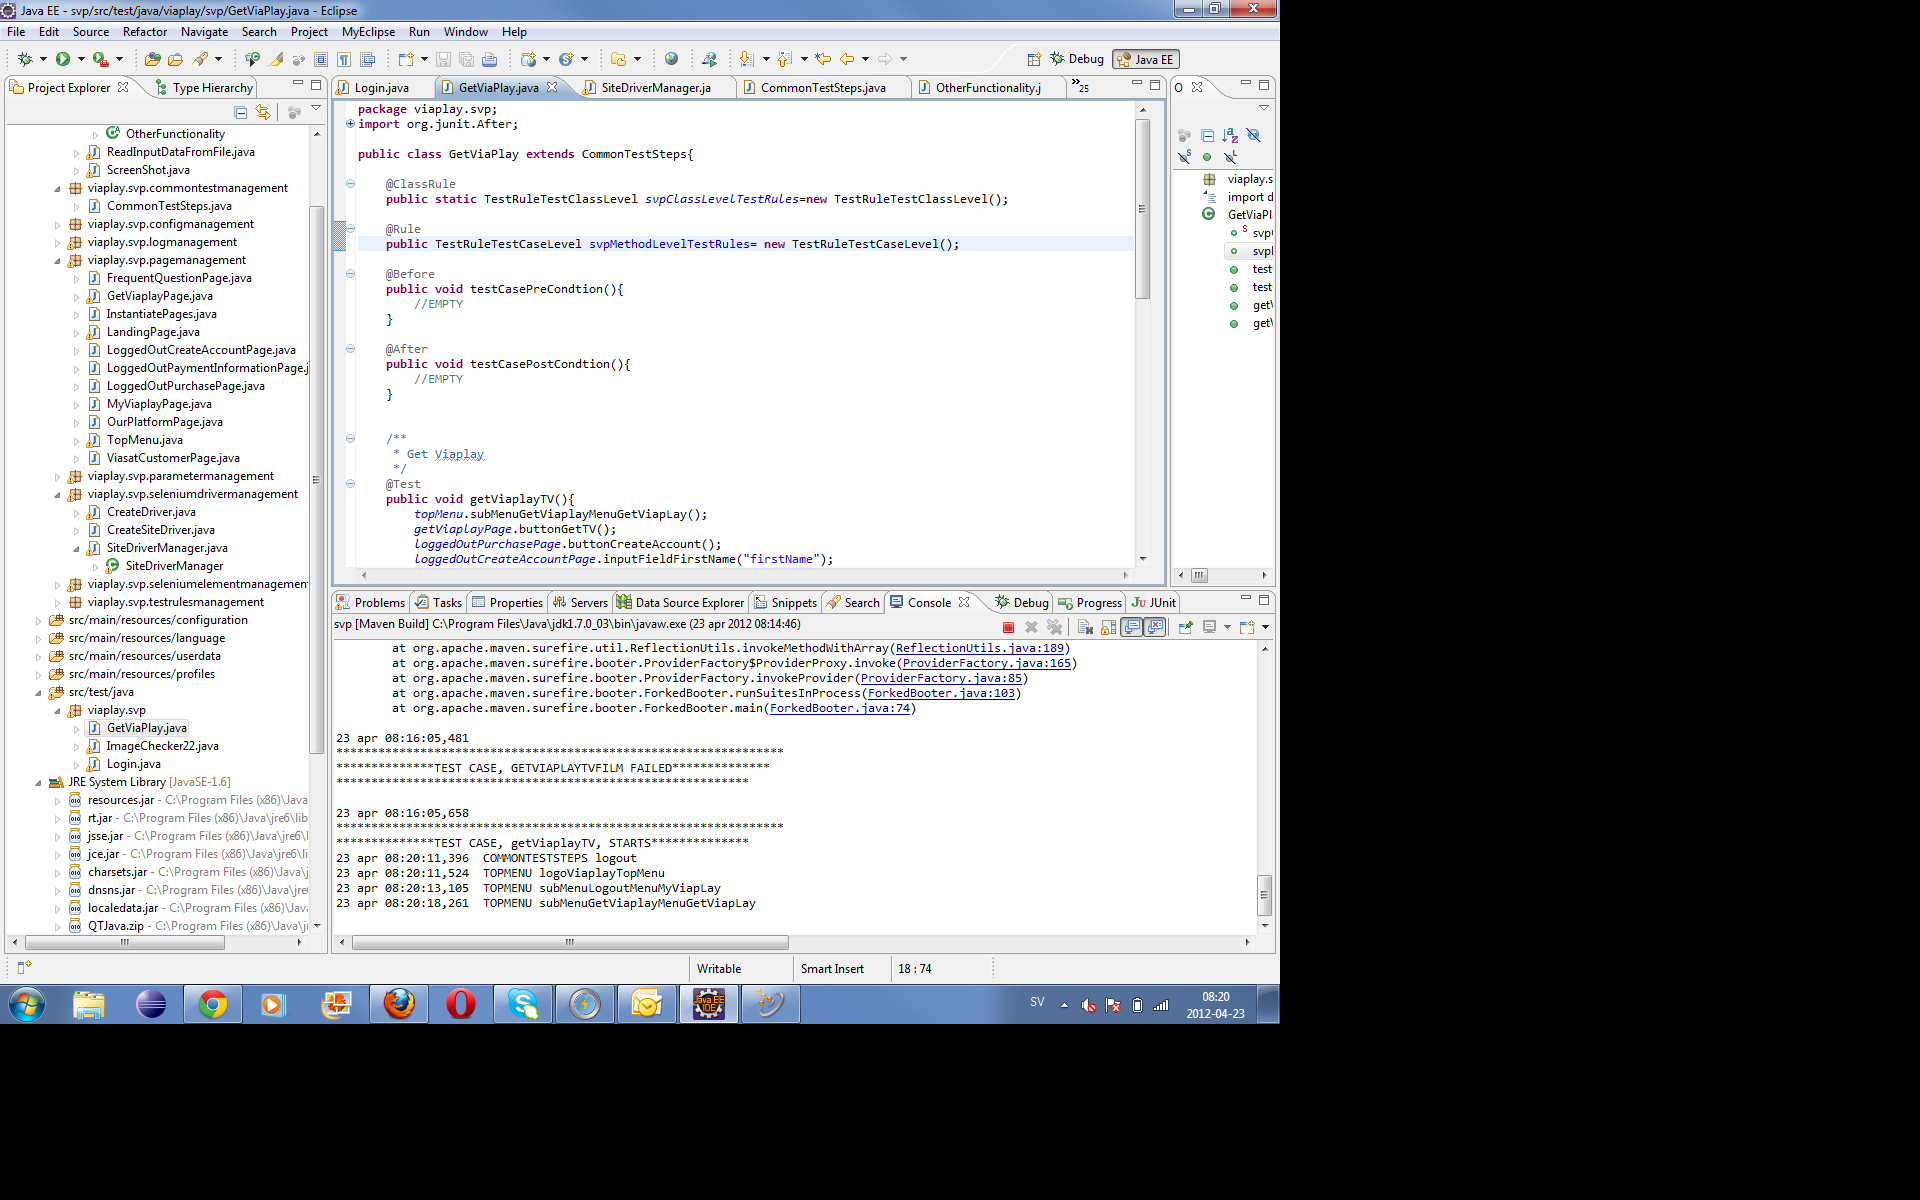 Java EE - svp/src/test/java/viaplay/svp/GetViaPlay.java - Eclipse
File Edit Source Refactor Navigate Search Project MyEclipse Run Window Help
Debug Java EE
Project Explorer Type Hierarchy
OtherFunctionality
ReadInputDataFromFile.java
ScreenShot.java
viaplay.svp.commontestmanagement
CommonTestSteps.java
viaplay.svp.configmanagement
viaplay.svp.logmanagement
viaplay.svp.pagemanagement
FrequentQuestionPage.java
GetViaplayPage.java
InstantiatePages.java
LandingPage.java
LoggedOutCreateAccountPage.java
LoggedOutPaymentInformationPage.j
LoggedOutPurchasePage.java
MyViaplayPage.java
OurPlatformPage.java
TopMenu.java
ViasatCustomerPage.java
viaplay.svp.parametermanagement
viaplay.svp.seleniumdrivermanagement
CreateDriver.java
CreateSiteDriver.java
SiteDriverManager.java
SiteDriverManager
viaplay.svp.seleniumelementmanagemen
viaplay.svp.testrulesmanagement
src/main/resources/configuration
src/main/resources/language
src/main/resources/userdata
src/main/resources/profiles
src/test/java
viaplay.svp
GetViaPlay.java
ImageChecker22.java
Login.java
JRE System Library [JavaSE-1.6]
resources.jar - C:\Program Files (x86)\Java
rt.jar - C:\Program Files (x86)\Java\jre6\lib
jsse.jar - C:\Program Files (x86)\Java\jre6\l
jce.jar - C:\Program Files (x86)\Java\jre6\li
charsets.jar - C:\Program Files (x86)\Java\j
dnsns.jar - C:\Program Files (x86)\Java\jre
localedata.jar - C:\Program Files (x86)\Java
QTJava.zip - C:\Program Files (x86)\Java\j
Login.java GetViaPlay.java SiteDriverManager.ja CommonTestSteps.java OtherFunctionality.j »25
package viaplay.svp;
import org.junit.After;
public class GetViaPlay extends CommonTestSteps{
@ClassRule
public static TestRuleTestClassLevel svpClassLevelTestRules=new TestRuleTestClassLevel();
@Rule
public TestRuleTestCaseLevel svpMethodLevelTestRules= new TestRuleTestCaseLevel();
@Before
public void testCasePreCondtion(){
//EMPTY
}
@After
public void testCasePostCondtion(){
//EMPTY
}
/**
* Get Viaplay
*/
@Test
public void getViaplayTV(){
topMenu.subMenuGetViaplayMenuGetViapLay();
getViaplayPage.buttonGetTV();
loggedOutPurchasePage.buttonCreateAccount();
loggedOutCreateAccountPage.inputFieldFirstName("firstName");
O
viaplay.s
import d
GetViaPl
svp
svpl
test
test
get
get
Problems Tasks Properties Servers Data Source Explorer Snippets Search Console Debug Progress JUnit
svp [Maven Build] C:\Program Files\Java\jdk1.7.0_03\bin\javaw.exe (23 apr 2012 08:14:46)
at org.apache.maven.surefire.util.ReflectionUtils.invokeMethodWithArray(ReflectionUtils.java:189)
at org.apache.maven.surefire.booter.ProviderFactory$ProviderProxy.invoke(ProviderFactory.java:165)
at org.apache.maven.surefire.booter.ProviderFactory.invokeProvider(ProviderFactory.java:85)
at org.apache.maven.surefire.booter.ForkedBooter.runSuitesInProcess(ForkedBooter.java:103)
at org.apache.maven.surefire.booter.ForkedBooter.main(ForkedBooter.java:74)
23 apr 08:16:05,481
****************************************************************
**************TEST CASE, GETVIAPLAYTVFILM FAILED**************
***********************************************************
23 apr 08:16:05,658
****************************************************************
**************TEST CASE, getViaplayTV, STARTS**************
23 apr 08:20:11,396 COMMONTESTSTEPS logout
23 apr 08:20:11,524 TOPMENU logoViaplayTopMenu
23 apr 08:20:13,105 TOPMENU subMenuLogoutMenuMyViapLay
23 apr 08:20:18,261 TOPMENU subMenuGetViaplayMenuGetViapLay
Writable Smart Insert 18 : 74
Java EE IDE
SV
08:20
2012-04-23